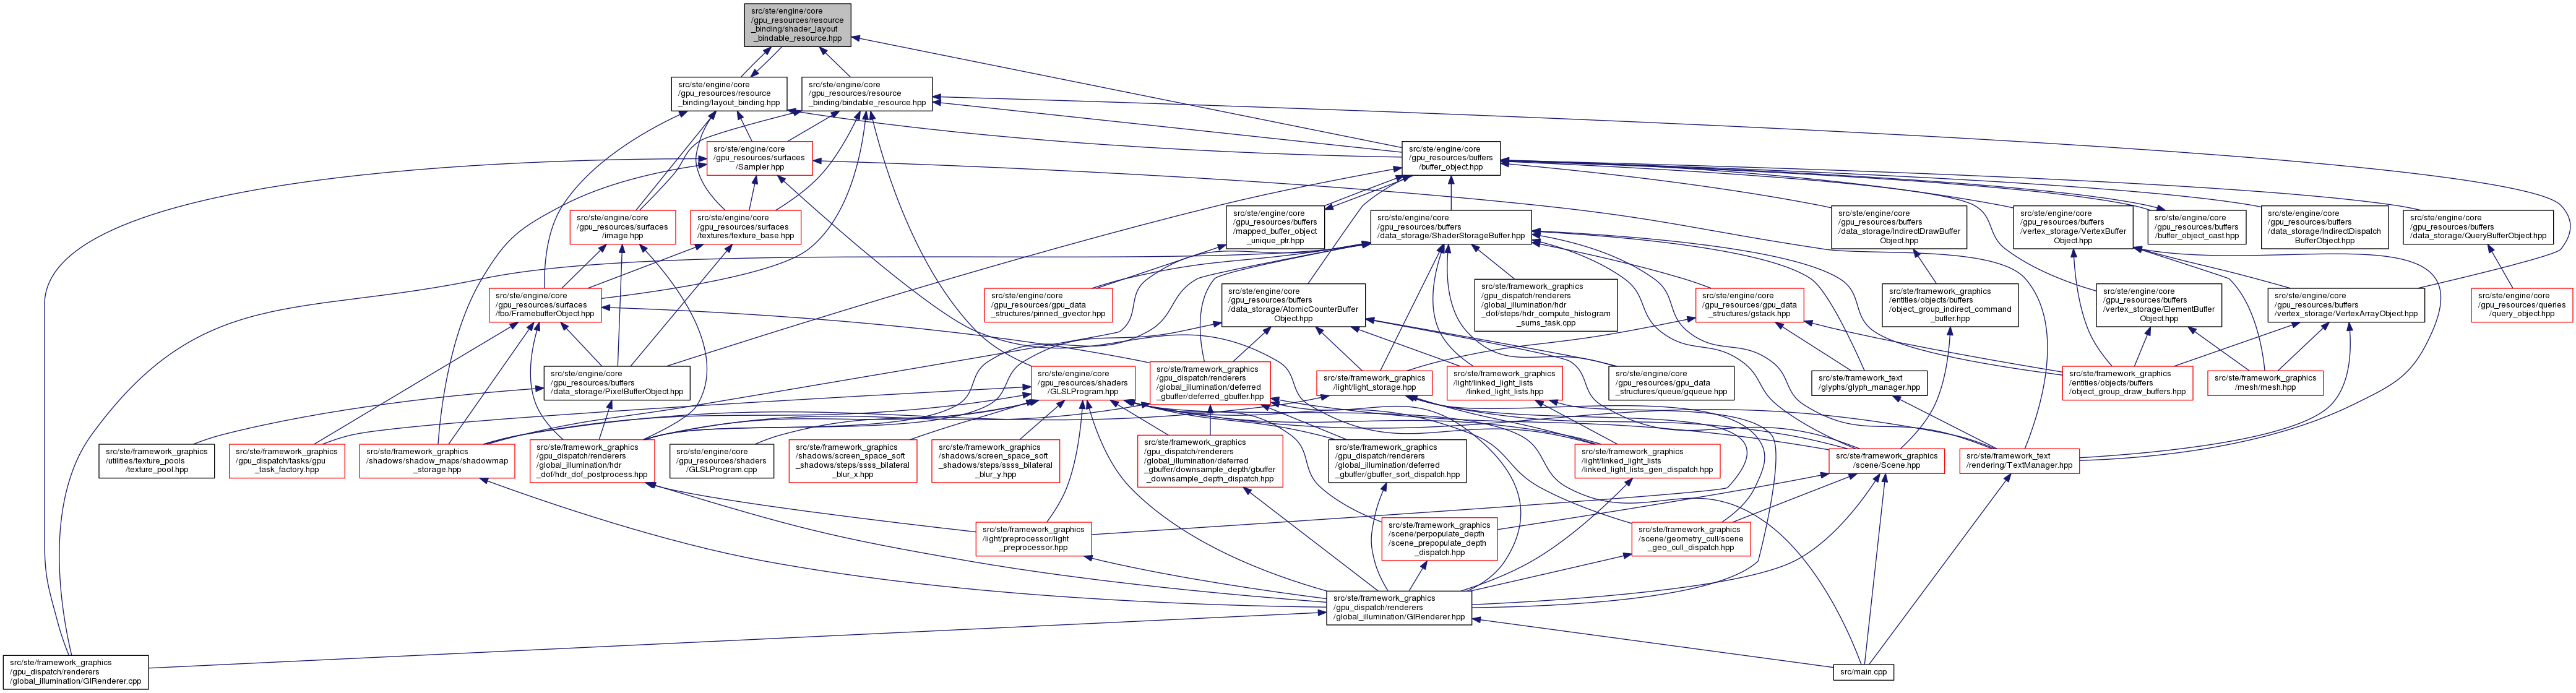 src/ste/engine/core
/gpu_resources/resource
_binding/shader_layout
_bindable_resource.hpp
src/ste/engine/core
/gpu_resources/resource
_binding/layout_binding.hpp
src/ste/engine/core
/gpu_resources/resource
_binding/bindable_resource.hpp
src/ste/engine/core
/gpu_resources/surfaces
/Sampler.hpp
src/ste/engine/core
/gpu_resources/buffers
/buffer_object.hpp
src/ste/engine/core
/gpu_resources/surfaces
/image.hpp
src/ste/engine/core
/gpu_resources/surfaces
/textures/texture_base.hpp
src/ste/engine/core
/gpu_resources/buffers
/mapped_buffer_object
_unique_ptr.hpp
src/ste/engine/core
/gpu_resources/buffers
/data_storage/ShaderStorageBuffer.hpp
src/ste/engine/core
/gpu_resources/buffers
/data_storage/IndirectDrawBuffer
Object.hpp
src/ste/engine/core
/gpu_resources/buffers
/vertex_storage/VertexBuffer
Object.hpp
src/ste/engine/core
/gpu_resources/buffers
/buffer_object_cast.hpp
src/ste/engine/core
/gpu_resources/buffers
/data_storage/IndirectDispatch
BufferObject.hpp
src/ste/engine/core
/gpu_resources/buffers
/data_storage/QueryBufferObject.hpp
src/ste/engine/core
/gpu_resources/surfaces
/fbo/FramebufferObject.hpp
src/ste/engine/core
/gpu_resources/gpu_data
_structures/pinned_gvector.hpp
src/ste/engine/core
/gpu_resources/buffers
/data_storage/AtomicCounterBuffer
Object.hpp
src/ste/framework_graphics
/gpu_dispatch/renderers
/global_illumination/hdr
_dof/steps/hdr_compute_histogram
_sums_task.cpp
src/ste/engine/core
/gpu_resources/gpu_data
_structures/gstack.hpp
src/ste/framework_graphics
/entities/objects/buffers
/object_group_indirect_command
_buffer.hpp
src/ste/engine/core
/gpu_resources/buffers
/vertex_storage/ElementBuffer
Object.hpp
src/ste/engine/core
/gpu_resources/buffers
/vertex_storage/VertexArrayObject.hpp
src/ste/engine/core
/gpu_resources/queries
/query_object.hpp
src/ste/engine/core
/gpu_resources/buffers
/data_storage/PixelBufferObject.hpp
src/ste/engine/core
/gpu_resources/shaders
/GLSLProgram.hpp
src/ste/framework_graphics
/gpu_dispatch/renderers
/global_illumination/deferred
_gbuffer/deferred_gbuffer.hpp
src/ste/framework_graphics
/light/light_storage.hpp
src/ste/framework_graphics
/light/linked_light_lists
/linked_light_lists.hpp
src/ste/engine/core
/gpu_resources/gpu_data
_structures/queue/gqueue.hpp
src/ste/framework_text
/glyphs/glyph_manager.hpp
src/ste/framework_graphics
/entities/objects/buffers
/object_group_draw_buffers.hpp
src/ste/framework_graphics
/mesh/mesh.hpp
src/ste/framework_graphics
/utilities/texture_pools
/texture_pool.hpp
src/ste/framework_graphics
/gpu_dispatch/tasks/gpu
_task_factory.hpp
src/ste/framework_graphics
/shadows/shadow_maps/shadowmap
_storage.hpp
src/ste/framework_graphics
/gpu_dispatch/renderers
/global_illumination/hdr
_dof/hdr_dof_postprocess.hpp
src/ste/engine/core
/gpu_resources/shaders
/GLSLProgram.cpp
src/ste/framework_graphics
/shadows/screen_space_soft
_shadows/steps/ssss_bilateral
_blur_x.hpp
src/ste/framework_graphics
/shadows/screen_space_soft
_shadows/steps/ssss_bilateral
_blur_y.hpp
src/ste/framework_graphics
/gpu_dispatch/renderers
/global_illumination/deferred
_gbuffer/downsample_depth/gbuffer
_downsample_depth_dispatch.hpp
src/ste/framework_graphics
/gpu_dispatch/renderers
/global_illumination/deferred
_gbuffer/gbuffer_sort_dispatch.hpp
src/ste/framework_graphics
/light/linked_light_lists
/linked_light_lists_gen_dispatch.hpp
src/ste/framework_graphics
/scene/Scene.hpp
src/ste/framework_text
/rendering/TextManager.hpp
src/ste/framework_graphics
/light/preprocessor/light
_preprocessor.hpp
src/ste/framework_graphics
/scene/perpopulate_depth
/scene_prepopulate_depth
_dispatch.hpp
src/ste/framework_graphics
/scene/geometry_cull/scene
_geo_cull_dispatch.hpp
src/ste/framework_graphics
/gpu_dispatch/renderers
/global_illumination/GIRenderer.hpp
src/ste/framework_graphics
/gpu_dispatch/renderers
/global_illumination/GIRenderer.cpp
src/main.cpp